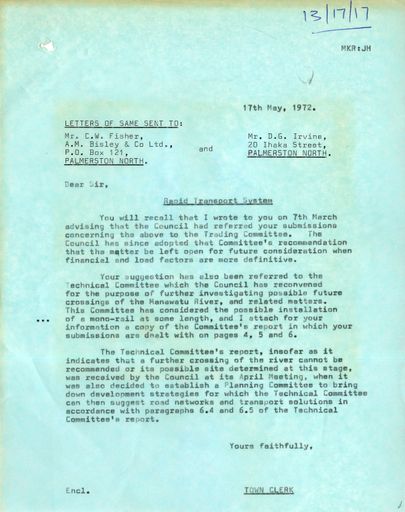 13/17/17
MKR:JH
17th May, 1972.
LETTERS OF SAME SENT TO:
Mr. C.W. Fisher,
A.M. Bisley & Co Ltd.,
P.O. Box 121,
PALMERSTON NORTH.
and
Mr. D.G. Irvine,
20 Ihaka Street,
PALMERSTON NORTH.
Dear Sir,
Rapid Transport System
You will recall that I wrote to you on 7th March
advising that the Council had referred your submissions
concerning the above to the Trading Committee. The
Council has since adopted that Committee's recommendation
that the matter be left open for future consideration when
financial and load factors are more definitive.
Your suggestion has also been referred to the
Technical Committee which the Council has reconvened
for the purpose of further investigating possible future
crossings of the Manawatu River, and related matters.
This Committee has considered the possible installation
of a mono-rail at some length, and I attach for your
... information a copy of the Committee's report in which your
submissions are dealt with on pages 4, 5 and 6.
The Technical Committee's report, insofar as it
indicates that a further crossing of the river cannot be
recommended or its possible site determined at this stage,
was received by the Council at its April Meeting, when it
was also decided to establish a Planning Committee to bring
down development strategies for which the Technical Committee
can then suggest road networks and transport solutions in
accordance with paragraphs 6.4 and 6.5 of the Technical
Committee's report.
Yours faithfully,
Encl.
TOWN CLERK